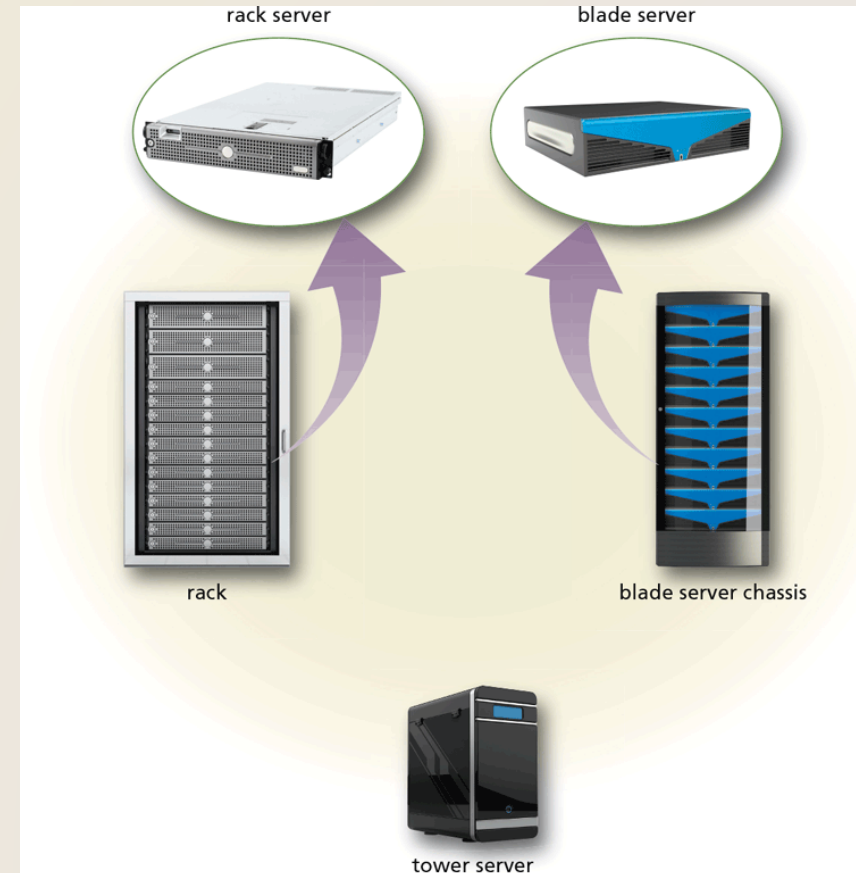 rack server
blade server
rack
blade server chassis
tower server